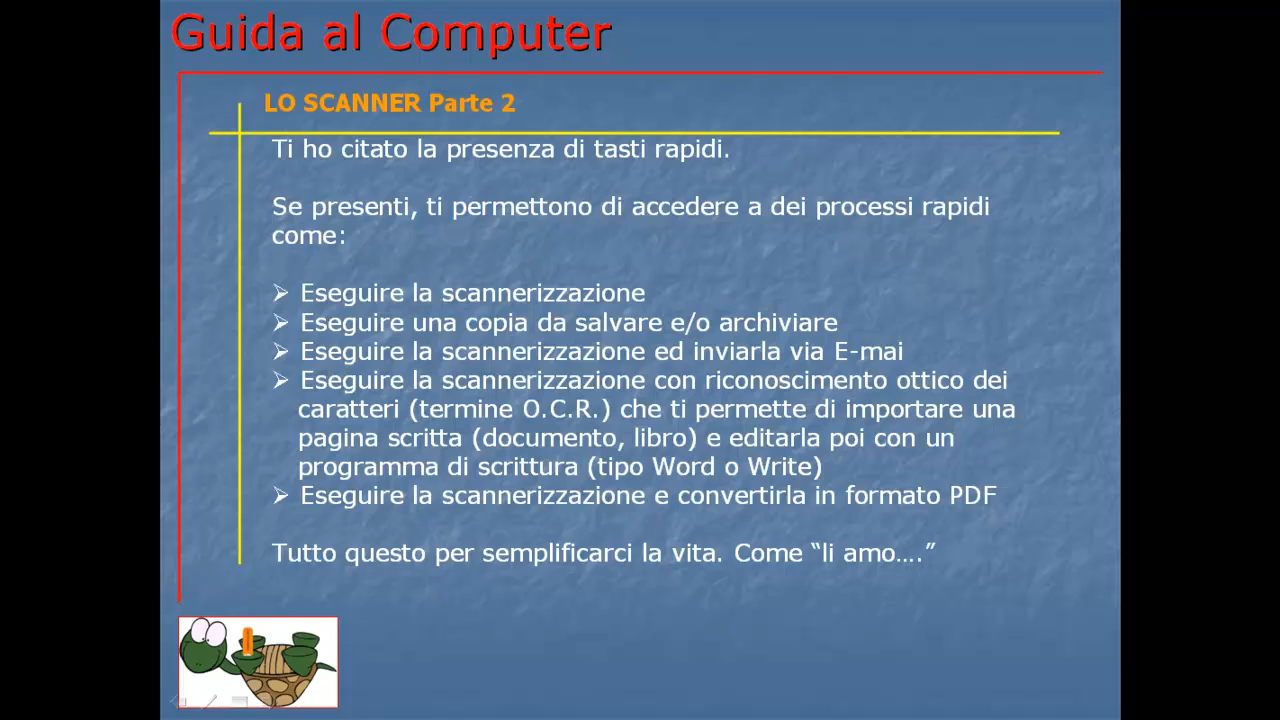 Guida al Computer
LO SCANNER Parte 2
Ti ho citato la presenza di tasti rapidi.
Se presenti, ti permettono di accedere a dei processi rapidi
come:
➢ Eseguire la scannerizzazione
➢ Eseguire una copia da salvare e/o archiviare
➢ Eseguire la scannerizzazione ed inviarla via E-mai
➢ Eseguire la scannerizzazione con riconoscimento ottico dei
caratteri (termine O.C.R.) che ti permette di importare una
pagina scritta (documento, libro) e editarla poi con un
programma di scrittura (tipo Word o Write)
➢ Eseguire la scannerizzazione e convertirla in formato PDF
Tutto questo per semplificarci la vita. Come “li amo….”